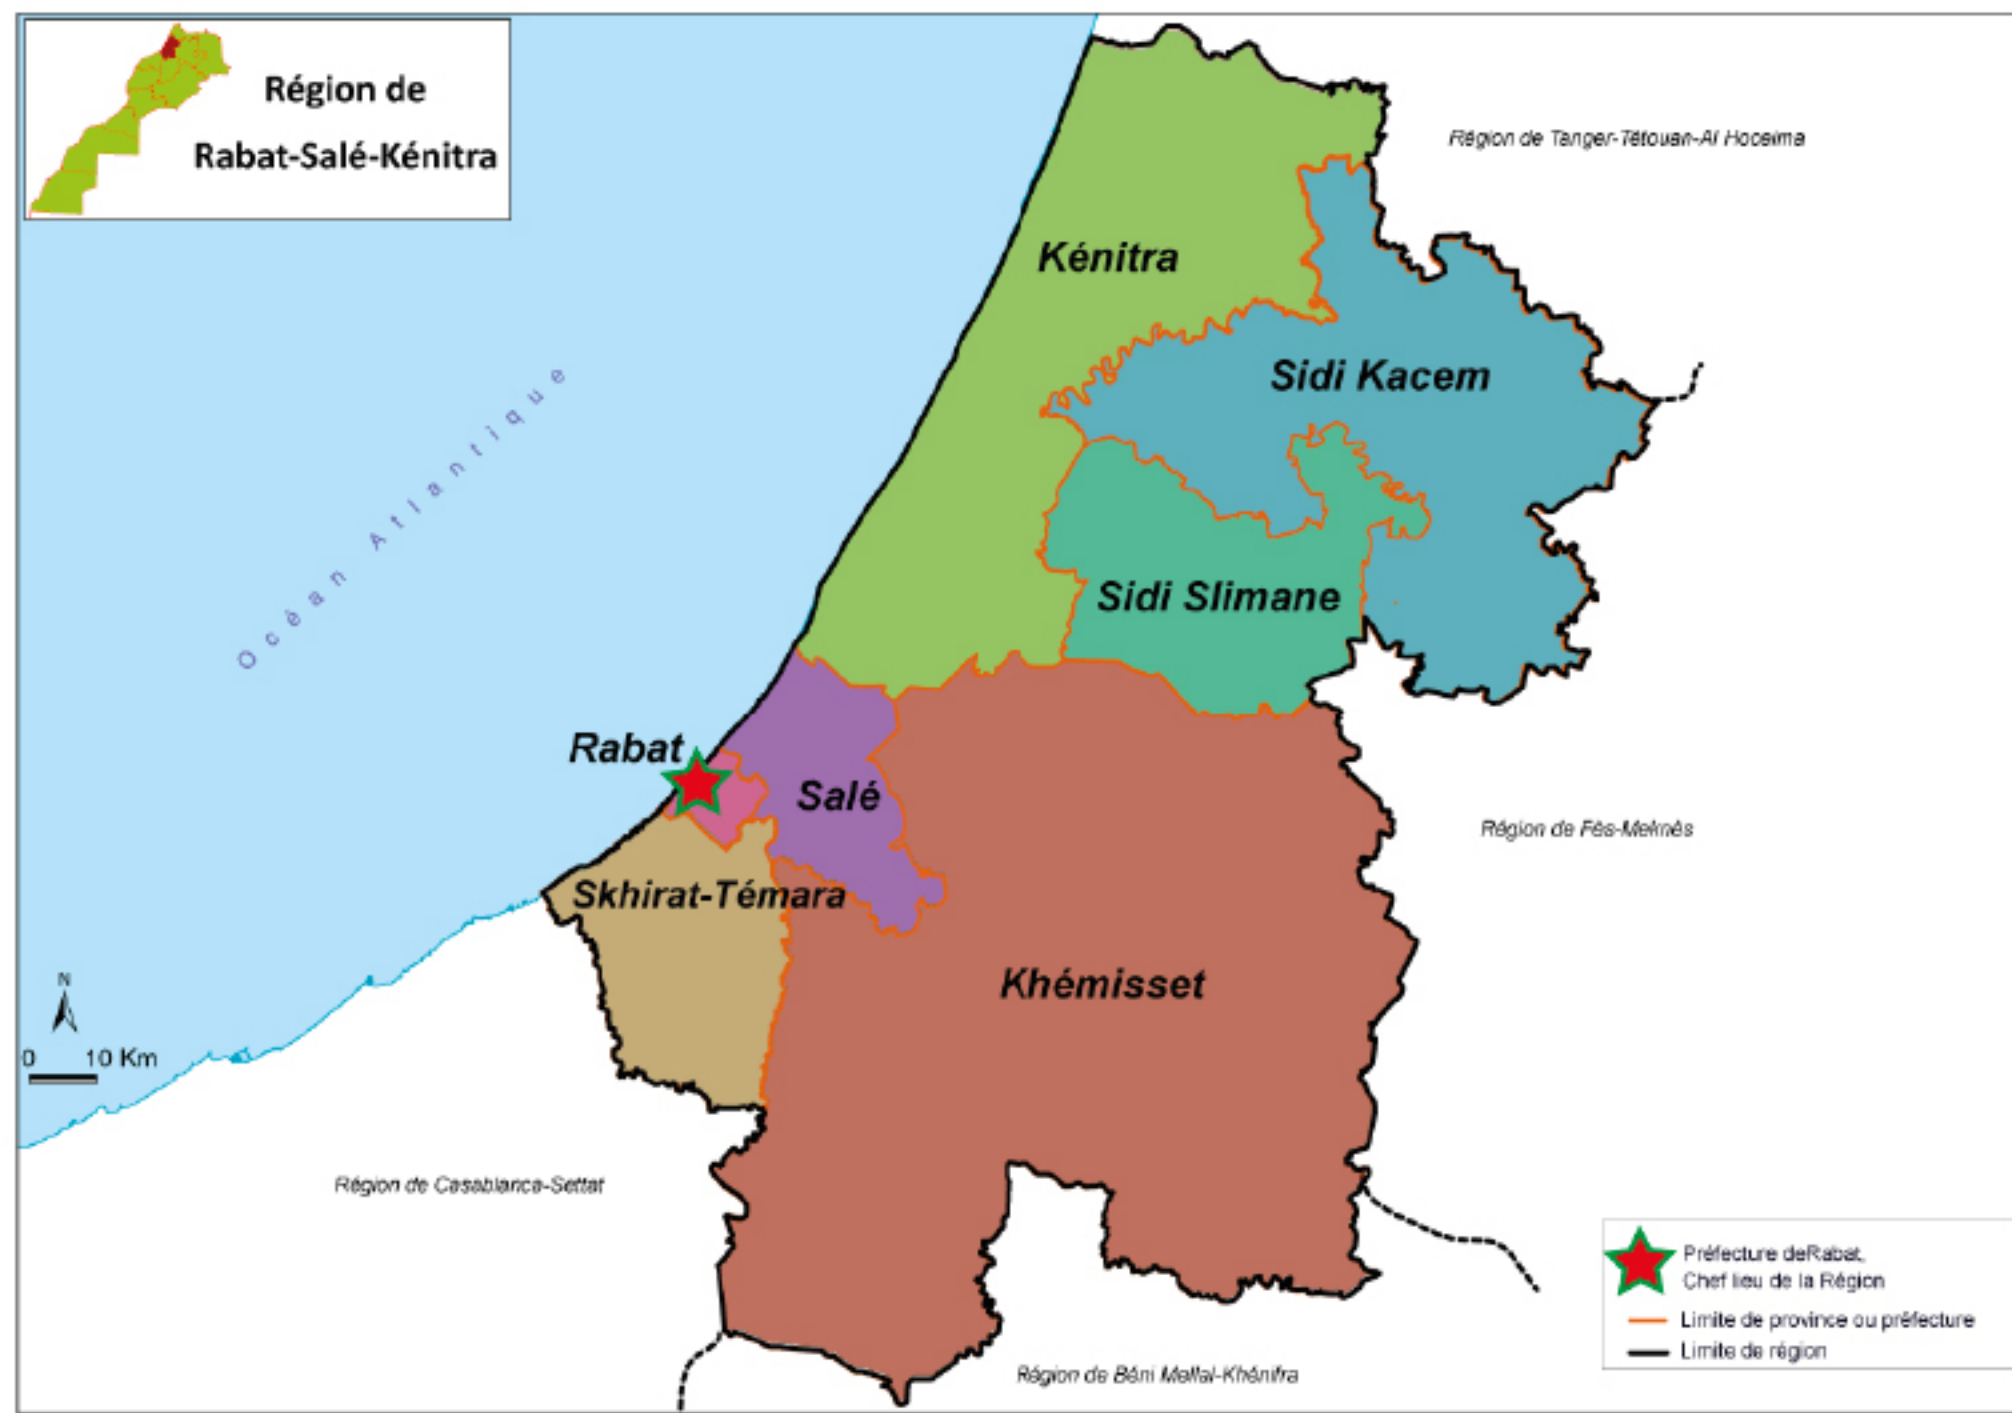 Région de
Rabat-Salé-Kénitra
Région de Tanger-Tétouan-Al Hoceima
Kénitra
Sidi Kacem
Océan Atlantique
Sidi Slimane
Rabat
Salé
Région de Fès-Meknès
Skhirat-Témara
Khémisset
N
0 10 Km
Région de Casablanca-Settat
Préfecture deRabat,
Chef lieu de la Région
Limite de province ou préfecture
Limite de région
Région de Béni Mellal-Khénifra